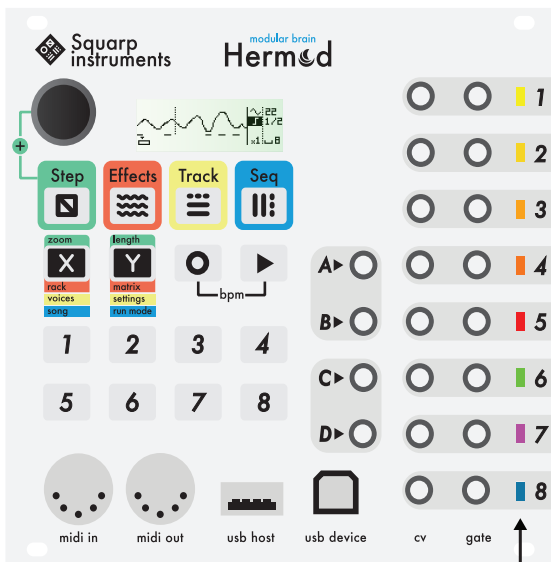 Squarp
instruments
modular brain
Hermod
22
1/2
x1 8
+
Step Effects Track Seq
zoom length
X Y
rack matrix
voices settings
song run mode
bpm
1 2 3 4
5 6 7 8
A
B
C
D
1
2
3
4
5
6
7
8
midi in midi out usb host usb device cv gate